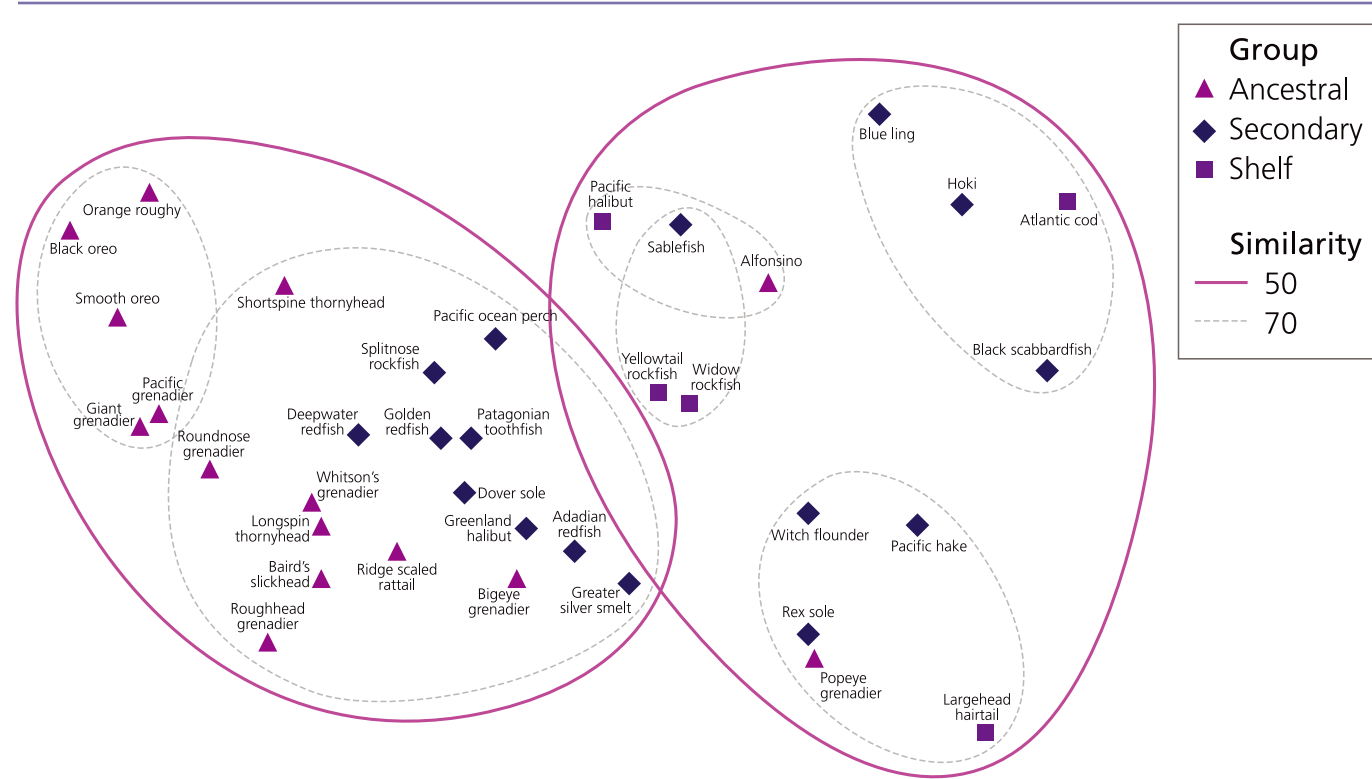 Group
Ancestral
Secondary
Shelf
Similarity
50
70
Blue ling
Hoki
Atlantic cod
Black scabbardfish
Pacific
halibut
Sablefish
Alfonsino
Yellowtail
rockfish
Widow
rockfish
Orange roughy
Black oreo
Smooth oreo
Pacific
grenadier
Giant
grenadier
Shortspine thornyhead
Pacific ocean perch
Splitnose
rockfish
Deepwater
redfish
Golden
redfish
Patagonian
toothfish
Roundnose
grenadier
Whitson's
grenadier
Dover sole
Longspin
thornyhead
Greenland
halibut
Adadian
redfish
Baird's
slickhead
Ridge scaled
rattail
Bigeye
grenadier
Greater
silver smelt
Roughhead
grenadier
Witch flounder
Pacific hake
Rex sole
Popeye
grenadier
Largehead
hairtail